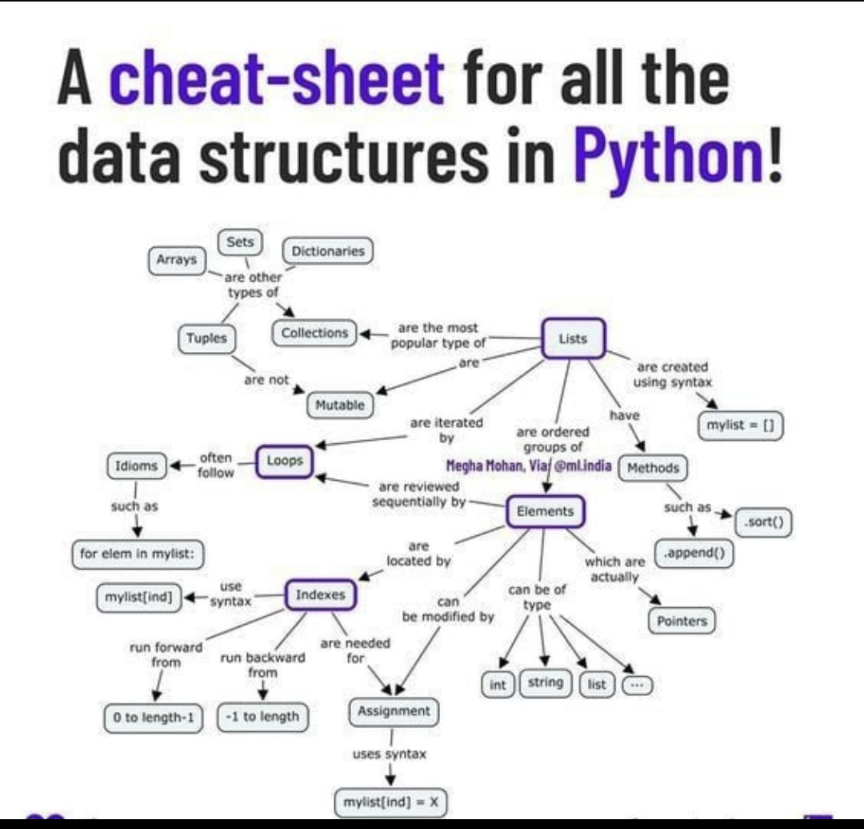 A cheat-sheet for all the
data structures in Python!
Sets
Arrays
Dictionaries
are other
types of
Tuples
Collections
are the most
popular type of
Lists
are not
are
Mutable
are created
using syntax
mylist = []
are iterated
by
are ordered
groups of
have
Idioms
often
follow
Loops
Megha Mohan, Via; @ml.india
Methods
are reviewed
sequentially by
such as
Elements
such as
.sort()
for elem in mylist:
are
located by
which are
actually
.append()
mylist[ind]
use
syntax
Indexes
can
be modified by
can be of
type
Pointers
run forward
from
run backward
from
are needed
for
int
string
list
...
0 to length-1
-1 to length
Assignment
uses syntax
mylist[ind] = X